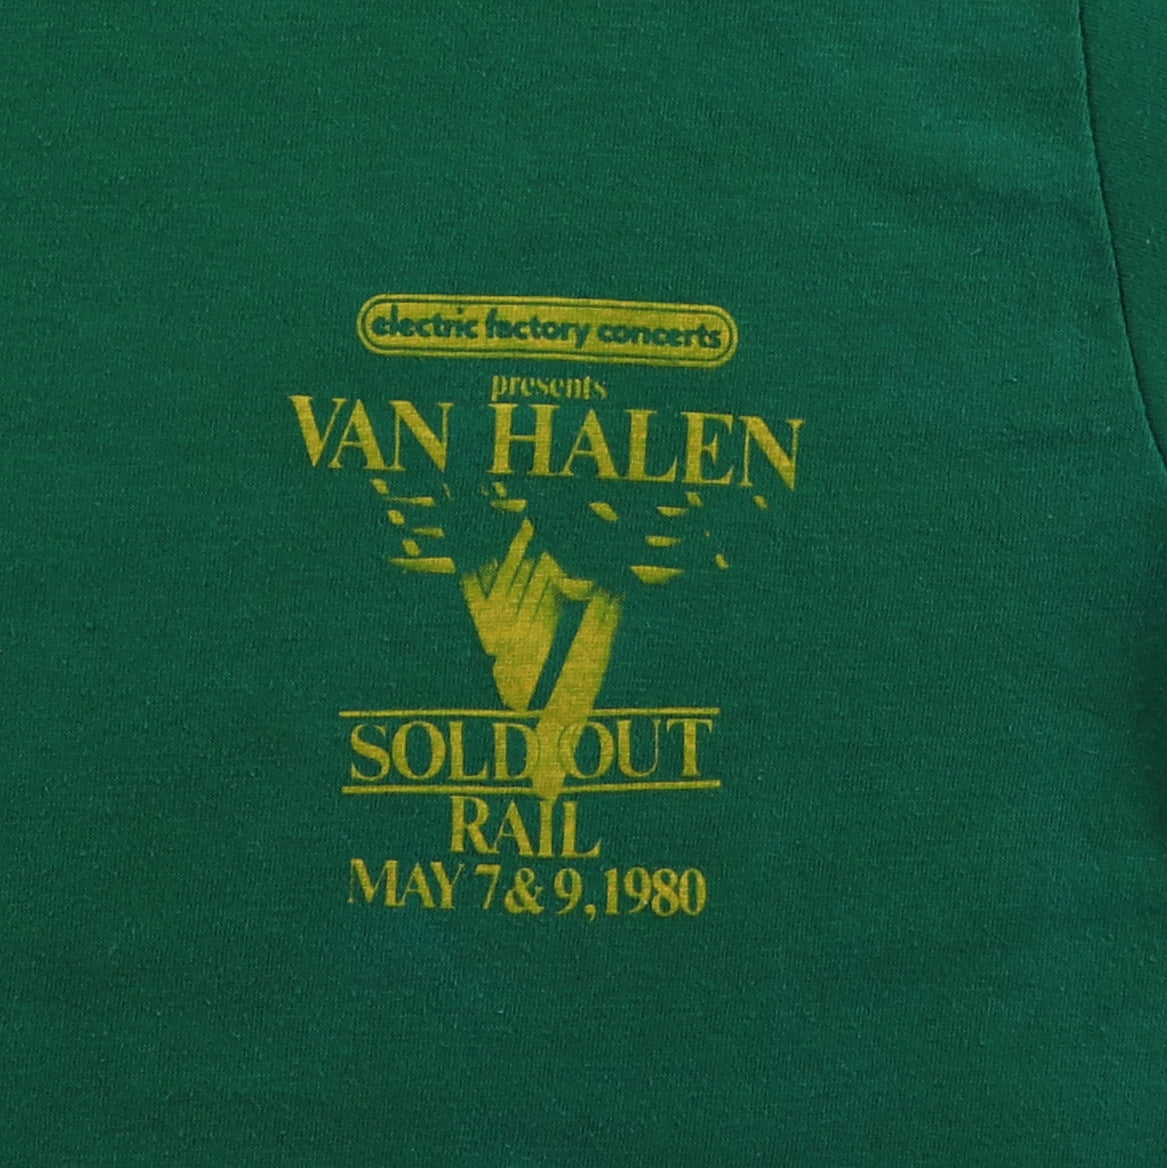 electric factory concerts
presents
VAN HALEN
SOLD OUT
RAIL
MAY 7 & 9, 1980